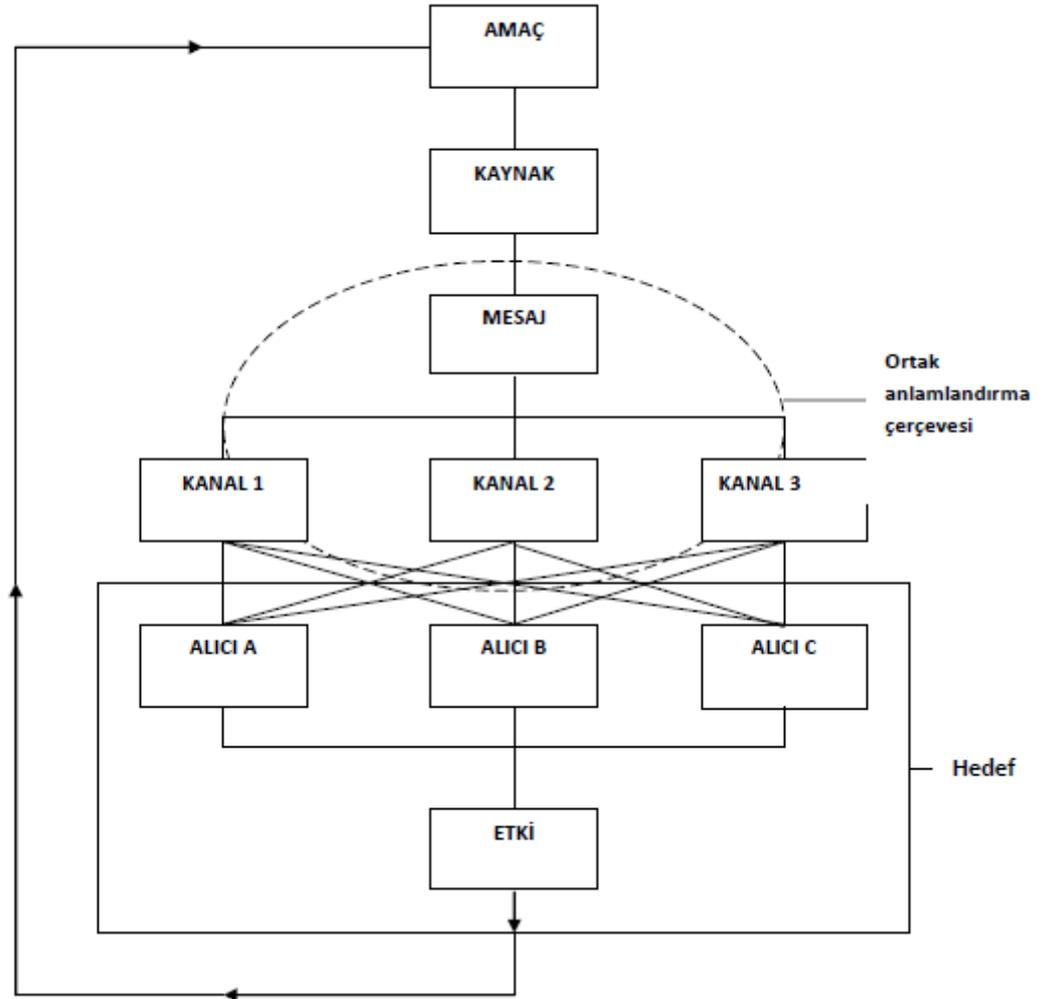 AMAÇ
KAYNAK
MESAJ
Ortak
anlamlandırma
çerçevesi
KANAL 1
KANAL 2
KANAL 3
ALICI A
ALICI B
ALICI C
Hedef
ETKİ